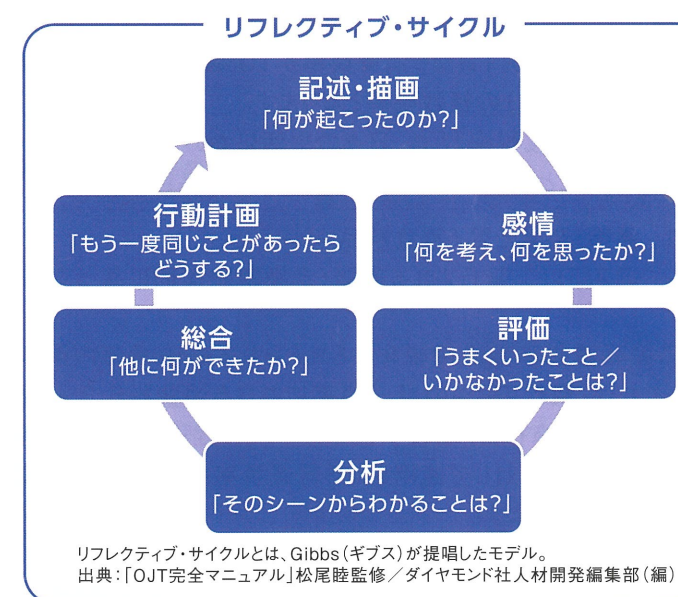 リフレクティブ・サイクル
記述・描画
「何が起こったのか?」
感情
「何を考え、何を思ったか?」
評価
「うまくいったこと／
いかなかったことは?」
分析
「そのシーンからわかることは?」
総合
「他に何ができたか?」
行動計画
「もう一度同じことがあったら
どうする?」
リフレクティブ・サイクルとは、Gibbs（ギブス）が提唱したモデル。
出典：「OJT完全マニュアル」松尾睦監修／ダイヤモンド社人材開発編集部（編）